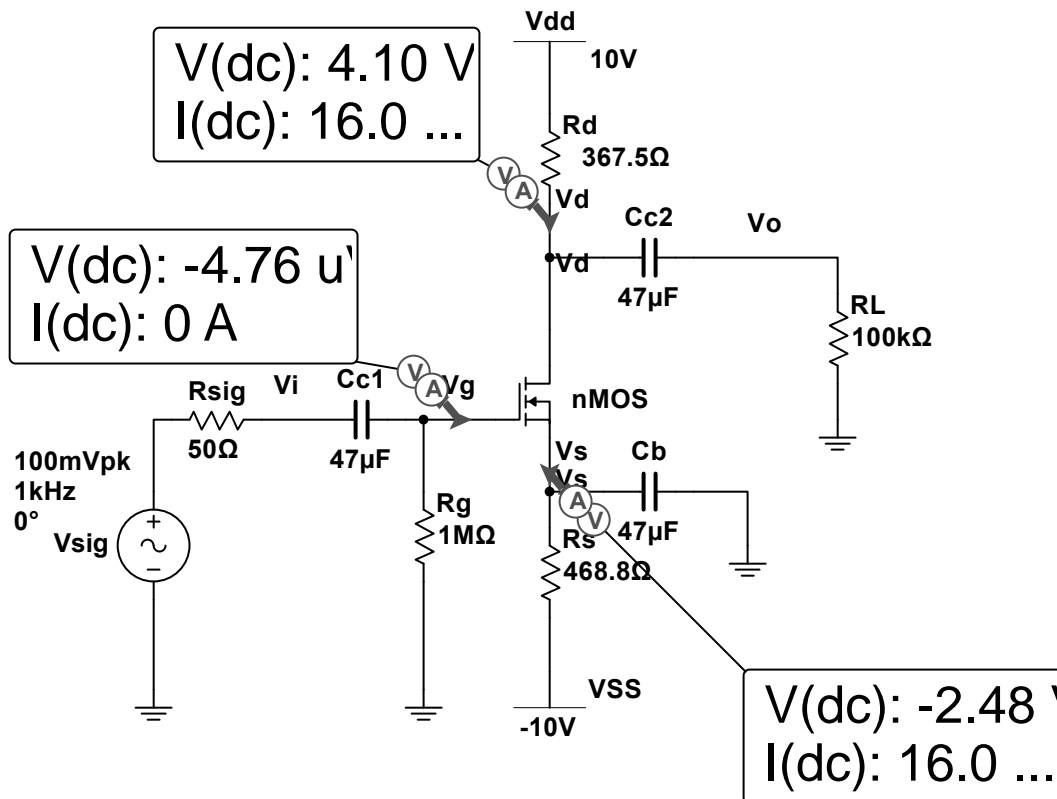 Vdd
10V
V(dc): 4.10 V
I(dc): 16.0 ...
Rd
367.5Ω
V
A
Vd
Cc2
Vo
Vd
47µF
V(dc): -4.76 u
I(dc): 0 A
RL
100kΩ
V
A
Vi
Cc1
Vg
Rsig
nMOS
50Ω
47µF
Vs
Cb
100mVpk
1kHz
0°
Vsig
Vs
Rg
1MΩ
A
V
47µF
Rs
468.8Ω
VSS
-10V
V(dc): -2.48
I(dc): 16.0 ...